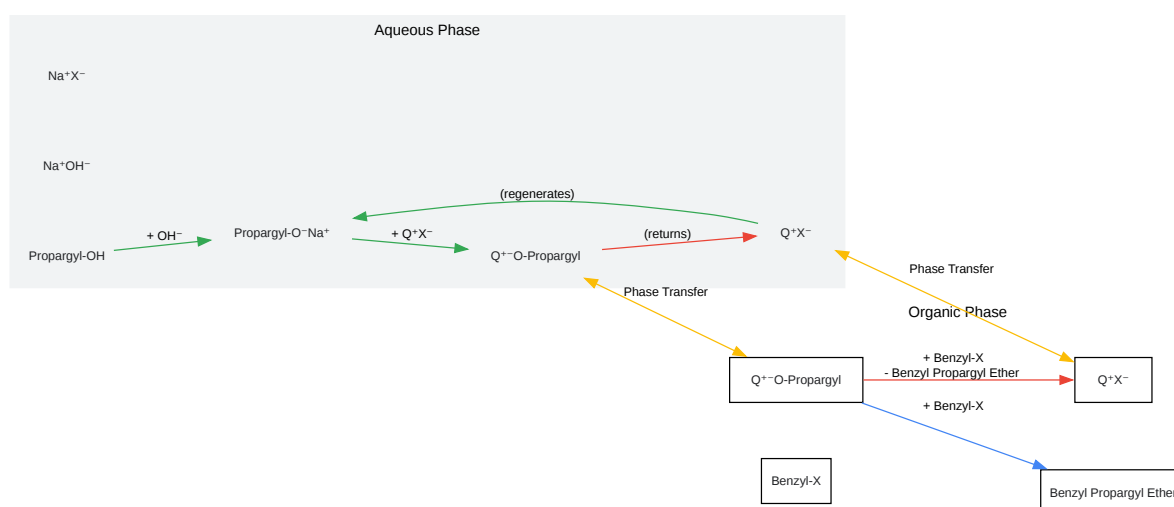 Aqueous Phase
Na⁺X⁻
Na⁺OH⁻
(regenerates)
+ OH⁻
Propargyl-O⁻Na⁺
+ Q⁺X⁻
(returns)
Q⁺X⁻
Propargyl-OH
Q⁺⁻O-Propargyl
Phase Transfer
Phase Transfer
Organic Phase
+ Benzyl-X
- Benzyl Propargyl Ether
Q⁺⁻O-Propargyl
Q⁺X⁻
+ Benzyl-X
Benzyl-X
Benzyl Propargyl Ether